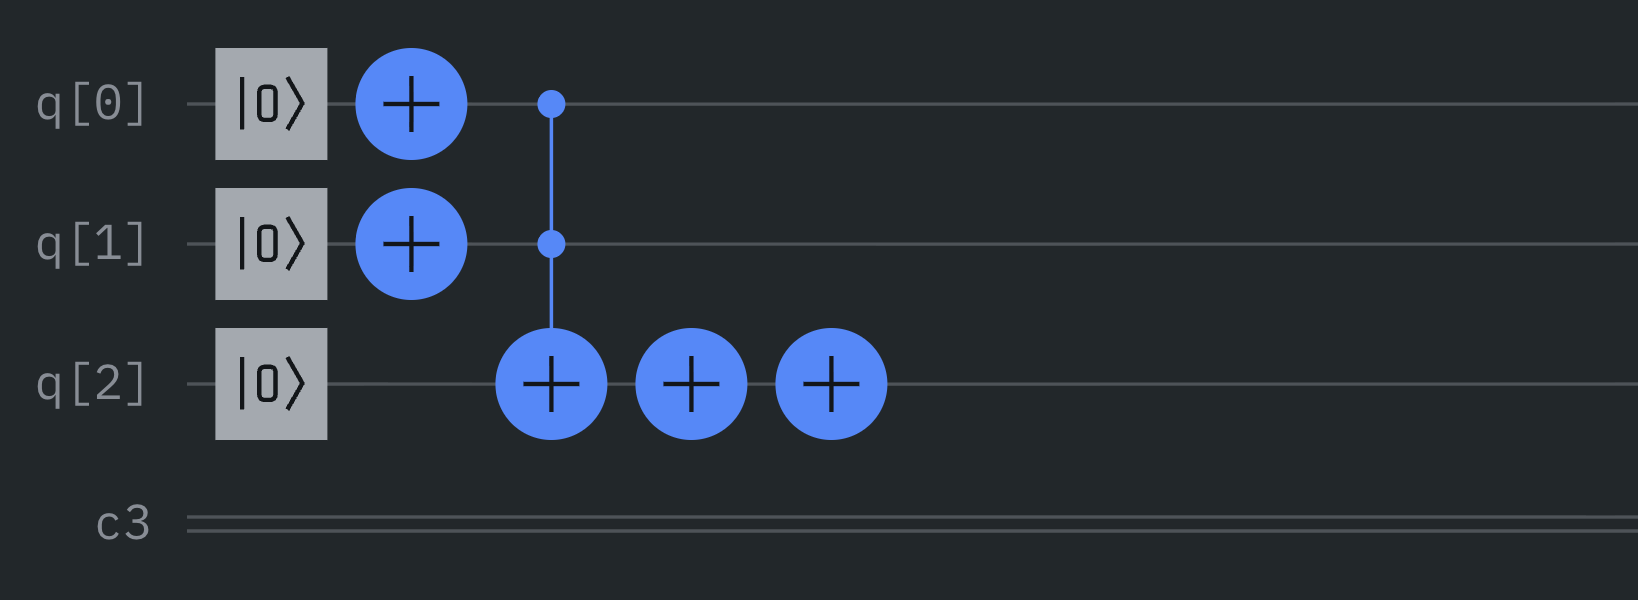 q[0] |0⟩
q[1] |0⟩
q[2] |0⟩
c3